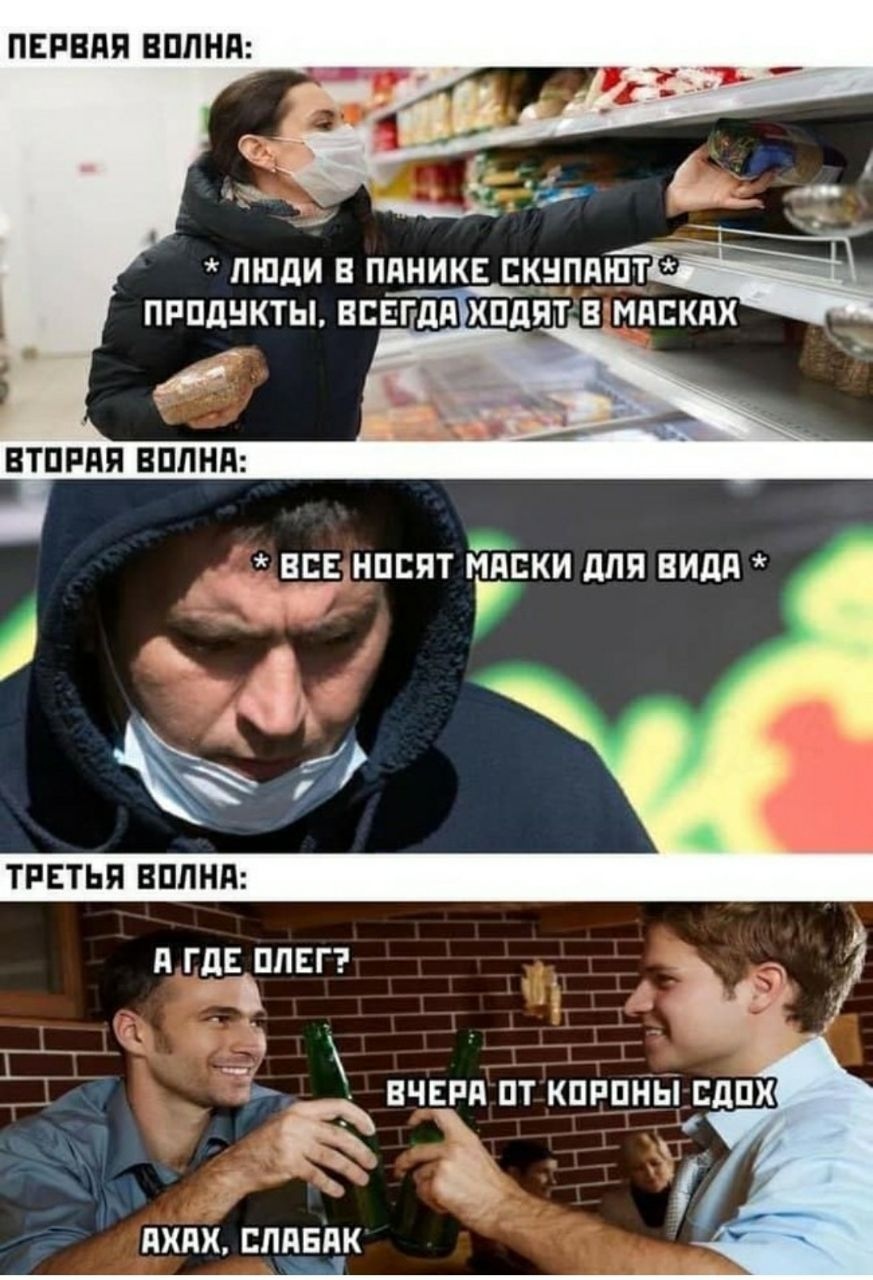 ПЕРВАЯ ВОЛНА:
* ЛЮДИ В ПАНИКЕ СКУПАЮТ *
ПРОДУКТЫ, ВСЕГДА ХОДЯТ В МАСКАХ
ВТОРАЯ ВОЛНА:
* ВСЕ НОСЯТ МАСКИ ДЛЯ ВИДА *
ТРЕТЬЯ ВОЛНА:
А ГДЕ ОЛЕГ?
ВЧЕРА ОТ КОРОНЫ СДОХ
АХАХ, СЛАБАК